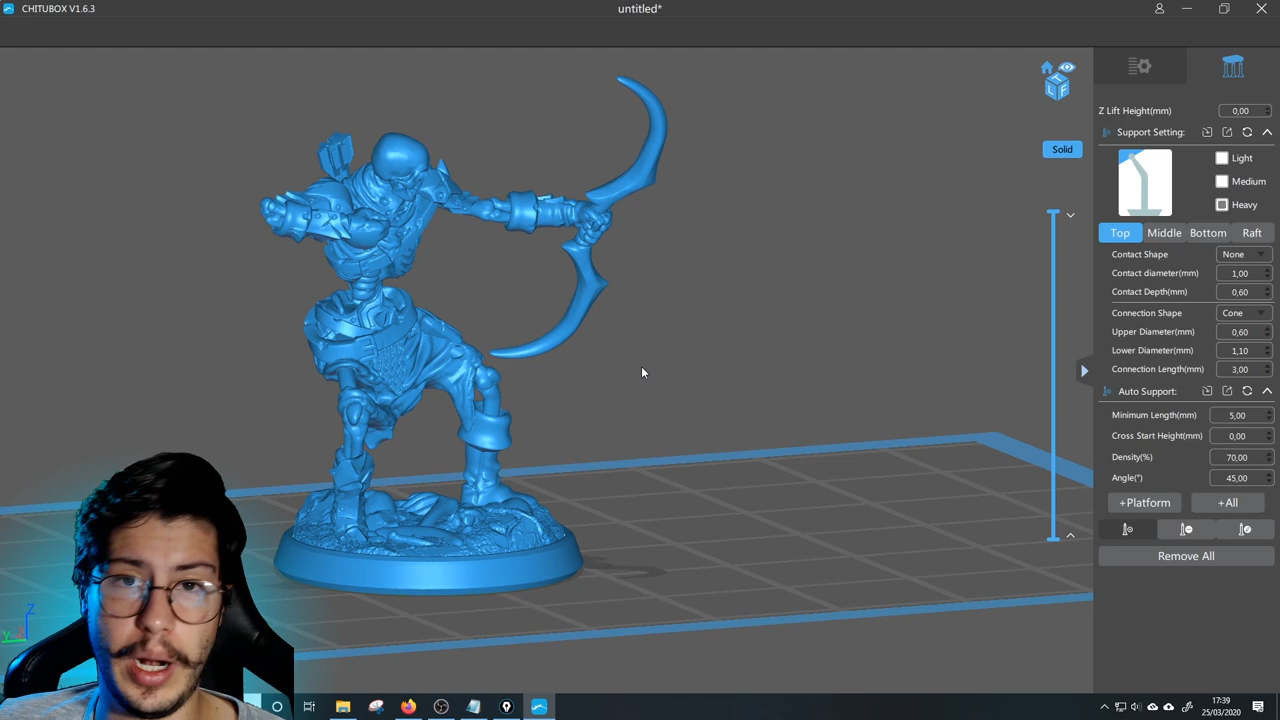 CHITUBOX V1.6.3
untitled*
Z Lift Height(mm) 0,00
Support Setting:
Light
Medium
Heavy
Solid
Top Middle Bottom Raft
Contact Shape None
Contact diameter(mm) 1,00
Contact Depth(mm) 0,60
Connection Shape Cone
Upper Diameter(mm) 0,60
Lower Diameter(mm) 1,10
Connection Length(mm) 3,00
Auto Support:
Minimum Length(mm) 5,00
Cross Start Height(mm) 0,00
Density(%) 70,00
Angle(°) 45,00
+Platform +All
Remove All
T
L F
Z
Y
17:39
25/03/2020